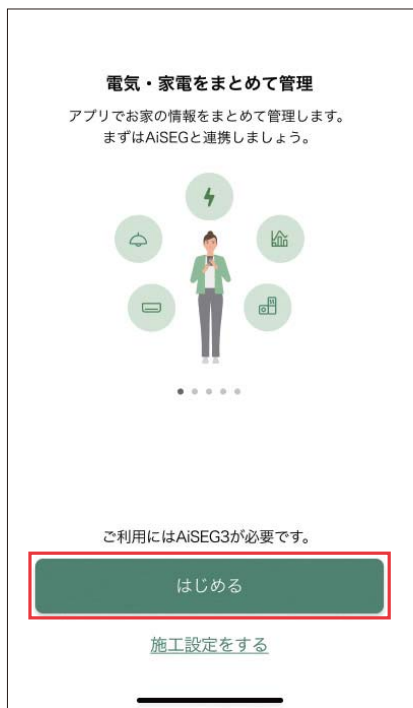 電気・家電をまとめて管理
アプリでお家の情報をまとめて管理します。
まずはAiSEGと連携しましょう。
ご利用にはAiSEG3が必要です。
はじめる
施工設定をする